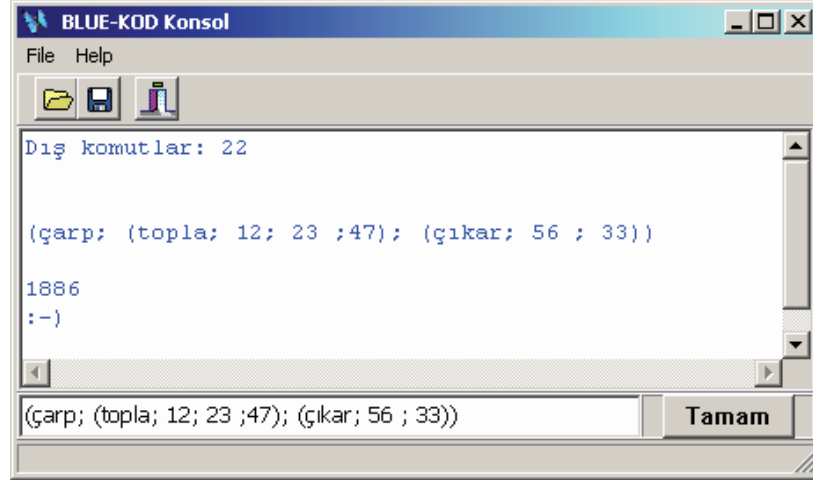 BLUE-KOD Konsol
File Help
Dış komutlar: 22
(çarp; (topla; 12; 23 ;47); (çıkar; 56 ; 33))
1886
:-)
(çarp; (topla; 12; 23 ;47); (çıkar; 56 ; 33))
Tamam